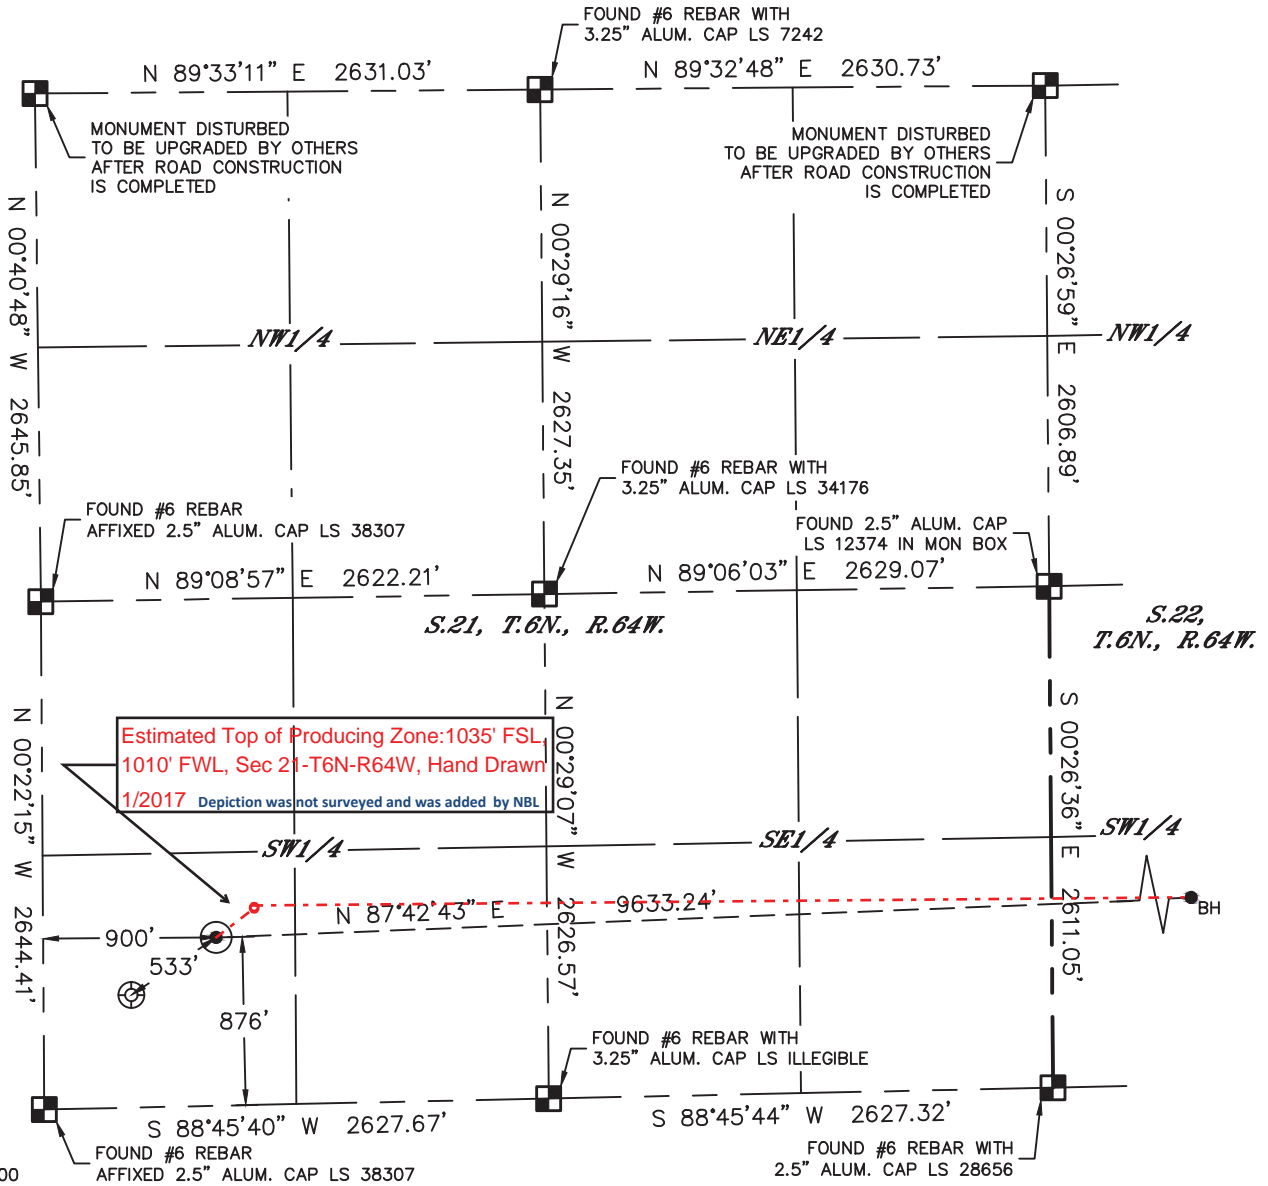 FOUND #6 REBAR WITH
3.25" ALUM. CAP LS 7242
N 89°33'11" E 2631.03'
N 89°32'48" E 2630.73'
MONUMENT DISTURBED
TO BE UPGRADED BY OTHERS
AFTER ROAD CONSTRUCTION
IS COMPLETED
MONUMENT DISTURBED
TO BE UPGRADED BY OTHERS
AFTER ROAD CONSTRUCTION
IS COMPLETED
N 00°40'48" W 2645.85'
N 00°29'16" W 2627.35'
S 00°26'59" E 2606.89'
NW1/4
NE1/4
NW1/4
FOUND #6 REBAR
AFFIXED 2.5" ALUM. CAP LS 38307
FOUND #6 REBAR WITH
3.25" ALUM. CAP LS 34176
FOUND 2.5" ALUM. CAP
LS 12374 IN MON BOX
N 89°08'57" E 2622.21'
N 89°06'03" E 2629.07'
S.21, T.6N., R.64W.
S.22,
T.6N., R.64W.
N 00°22'15" W 2644.41'
N 00°29'07" W 2626.57'
S 00°26'36" E 2611.05'
Estimated Top of Producing Zone:1035' FSL,
1010' FWL, Sec 21-T6N-R64W, Hand Drawn
1/2017 Depiction was not surveyed and was added by NBL
SW1/4
SE1/4
SW1/4
N 87°42'43" E 9633.24'
BH
900'
533'
876'
FOUND #6 REBAR WITH
3.25" ALUM. CAP LS ILLEGIBLE
S 88°45'40" W 2627.67'
S 88°45'44" W 2627.32'
FOUND #6 REBAR
AFFIXED 2.5" ALUM. CAP LS 38307
FOUND #6 REBAR WITH
2.5" ALUM. CAP LS 28656
00